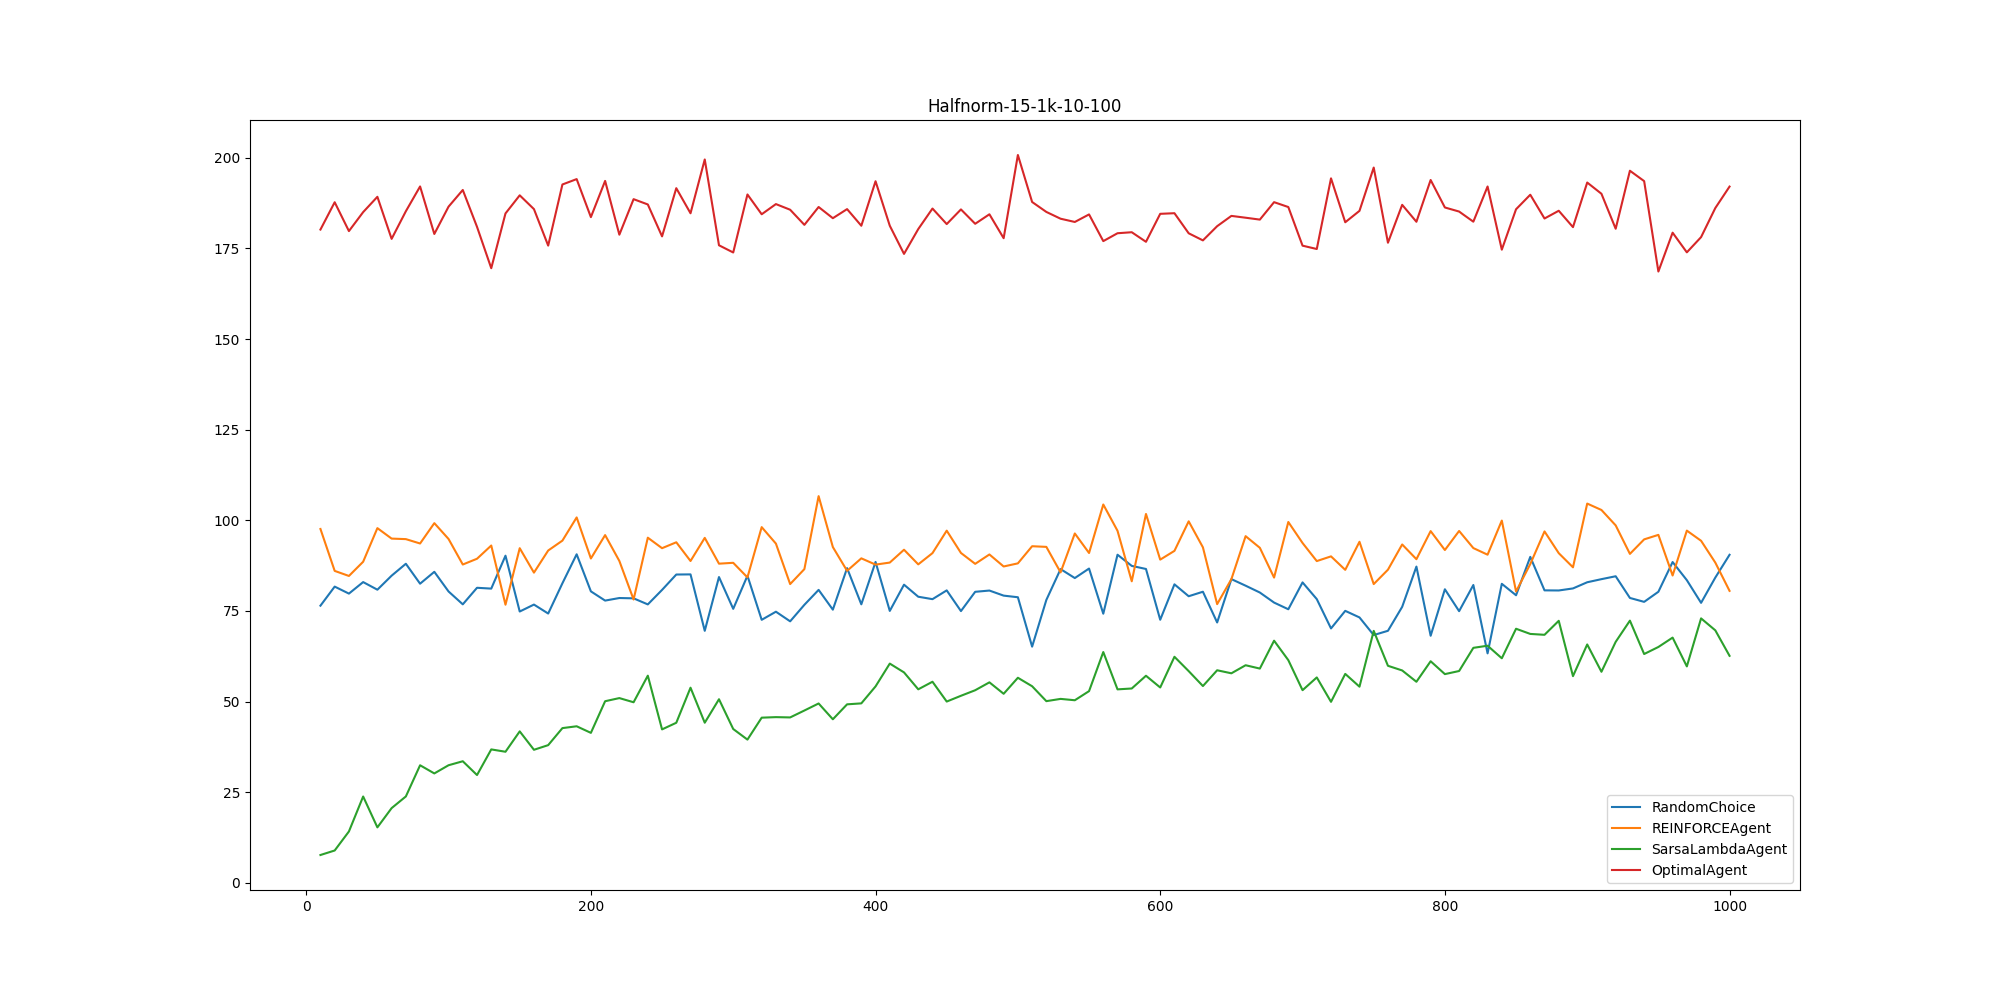 Halfnorm-15-1k-10-100
200
175
150
125
100
75
50
25
0
0 200 400 600 800 1000
RandomChoice
REINFORCEAgent
SarsaLambdaAgent
OptimalAgent